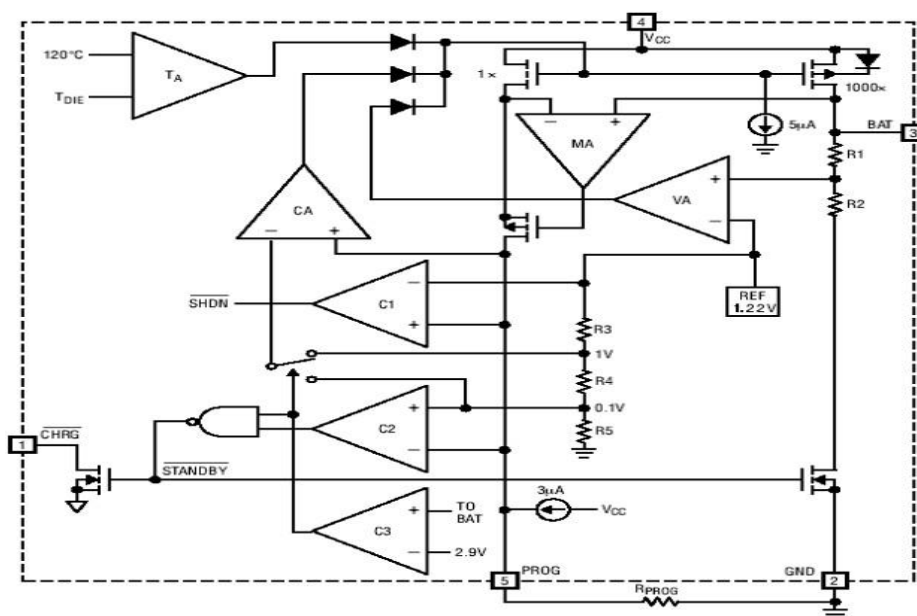 4
VCC
120°C
TA
TDIE
1×
1000×
5µA
BAT
3
MA
R1
VA
R2
CA
REF
1.22V
SHDN
C1
R3
1V
R4
0.1V
C2
R5
1
CHRG
STANDBY
3µA
VCC
C3
TO
BAT
2.9V
PROG
5
RPROG
GND
2
+
−
+
−
−
+
−
+
+
−
+
−